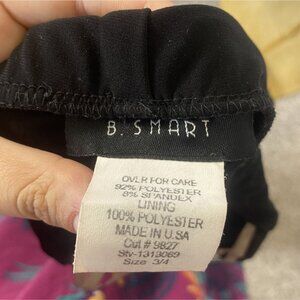 B. SMART
OVER FOR CARE
92% POLYESTER
8% SPANDEX
LINING
100% POLYESTER
MADE IN U.S.A
Cut # 9827
Sty-1313069
Size 3/4